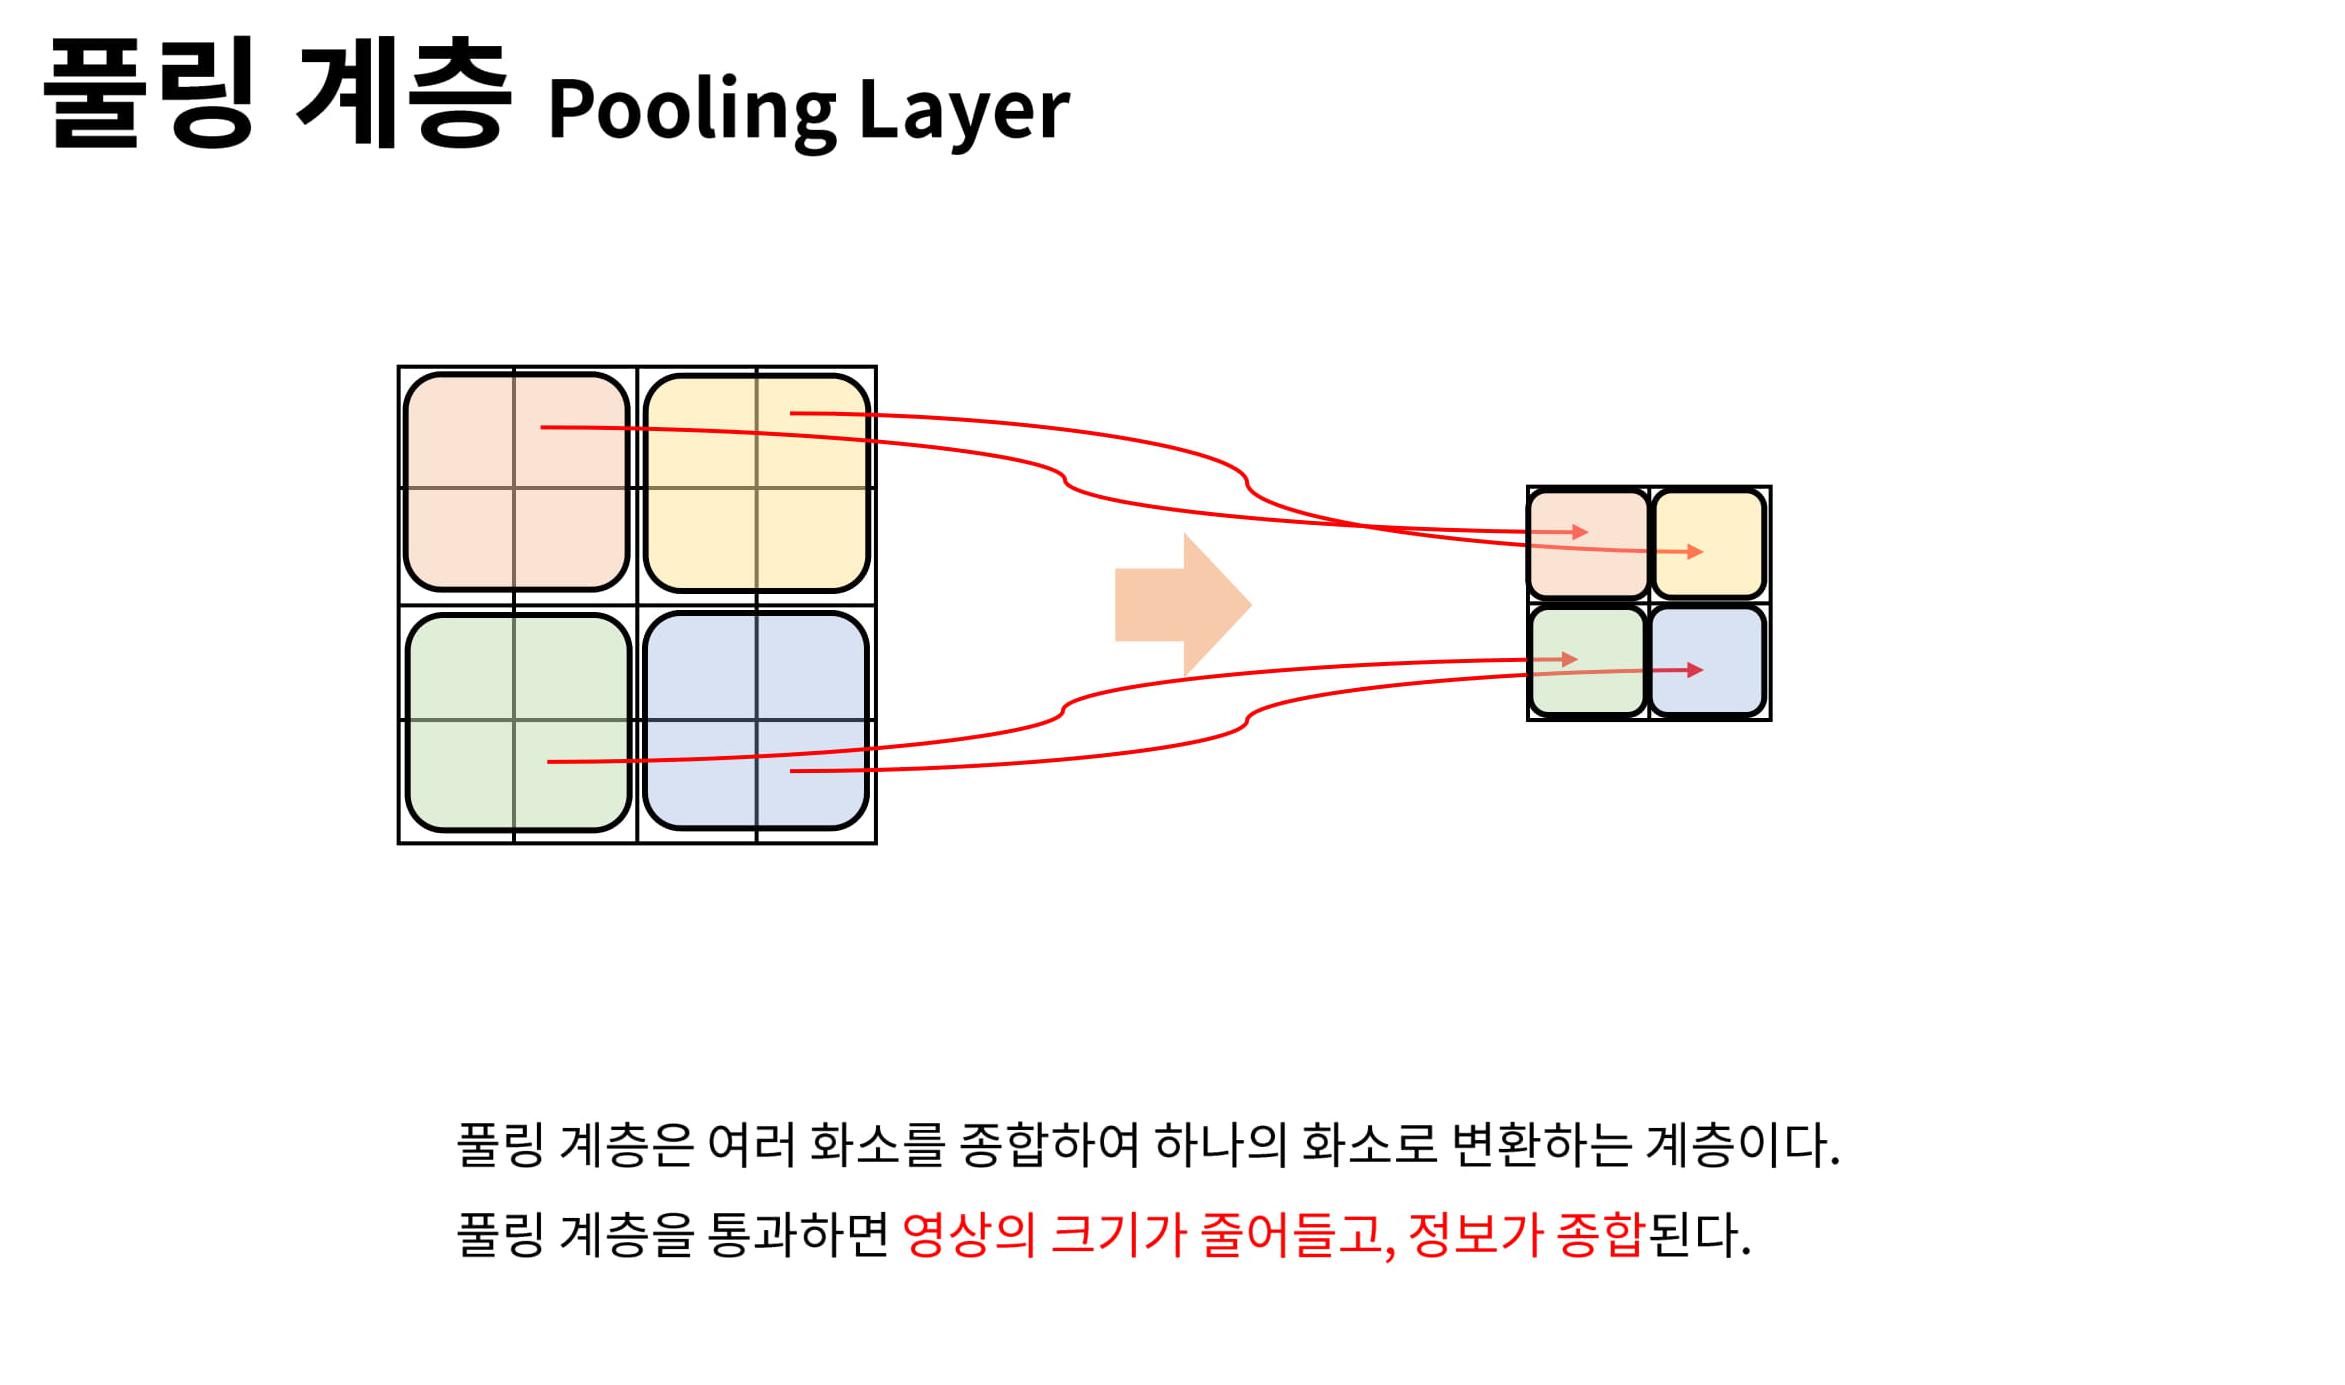 풀링 계층 Pooling Layer
풀링 계층은 여러 화소를 종합하여 하나의 화소로 변환하는 계층이다.
풀링 계층을 통과하면 영상의 크기가 줄어들고, 정보가 종합된다.